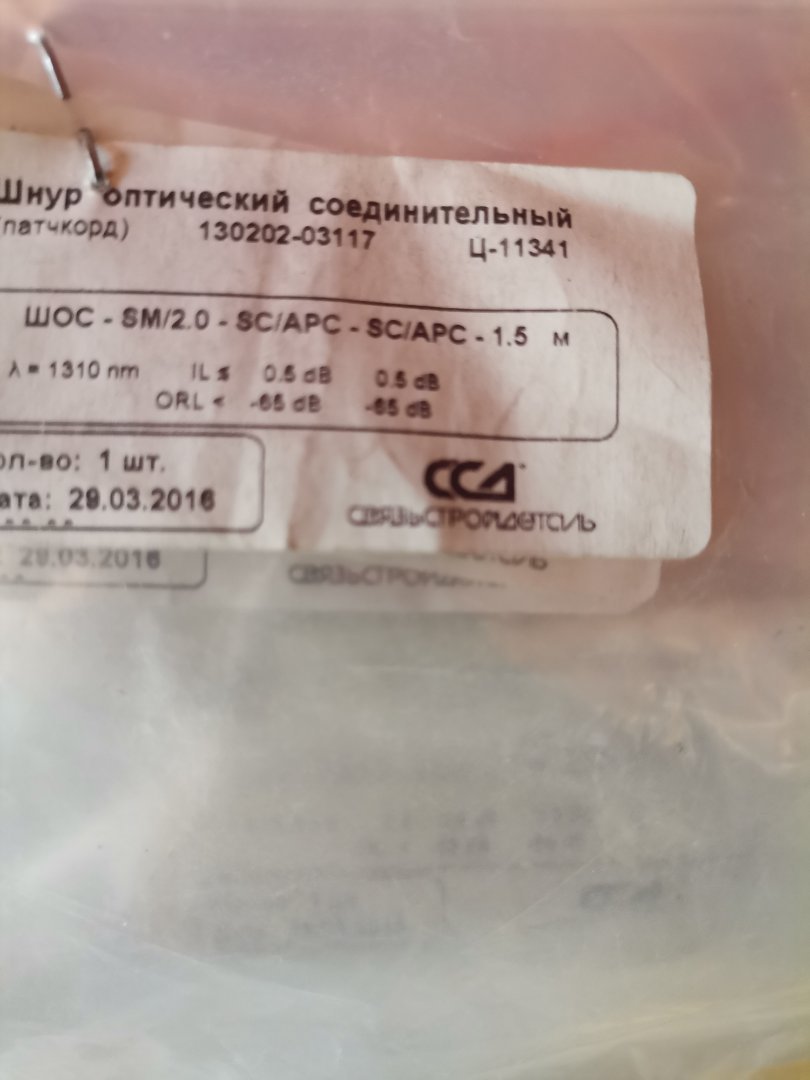 Шнур оптический соединительный
(патчкорд) 130202-03117 Ц-11341
ШОС - SM/2.0 - SC/APC - SC/APC - 1.5 м
λ = 1310 nm IL ≤ 0.5 dB 0.5 dB
ORL < -65 dB -65 dB
ол-во: 1 шт.
ата: 29.03.2016
ССД
СВЯЗЬСТРОЙДЕТАЛЬ
29.03.2016
СВЯЗЬСТРОЙДЕТАЛЬ